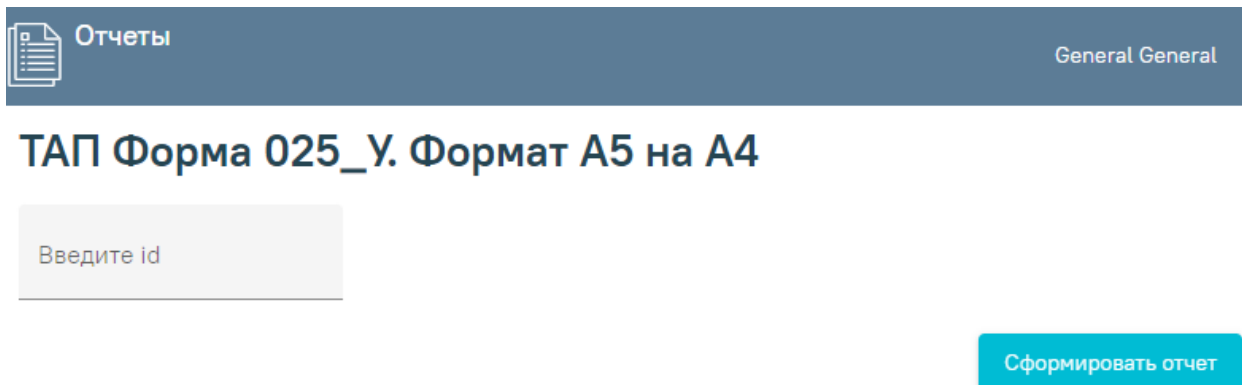 Отчеты
General General
ТАП Форма 025_У. Формат А5 на А4
Введите id
Сформировать отчет